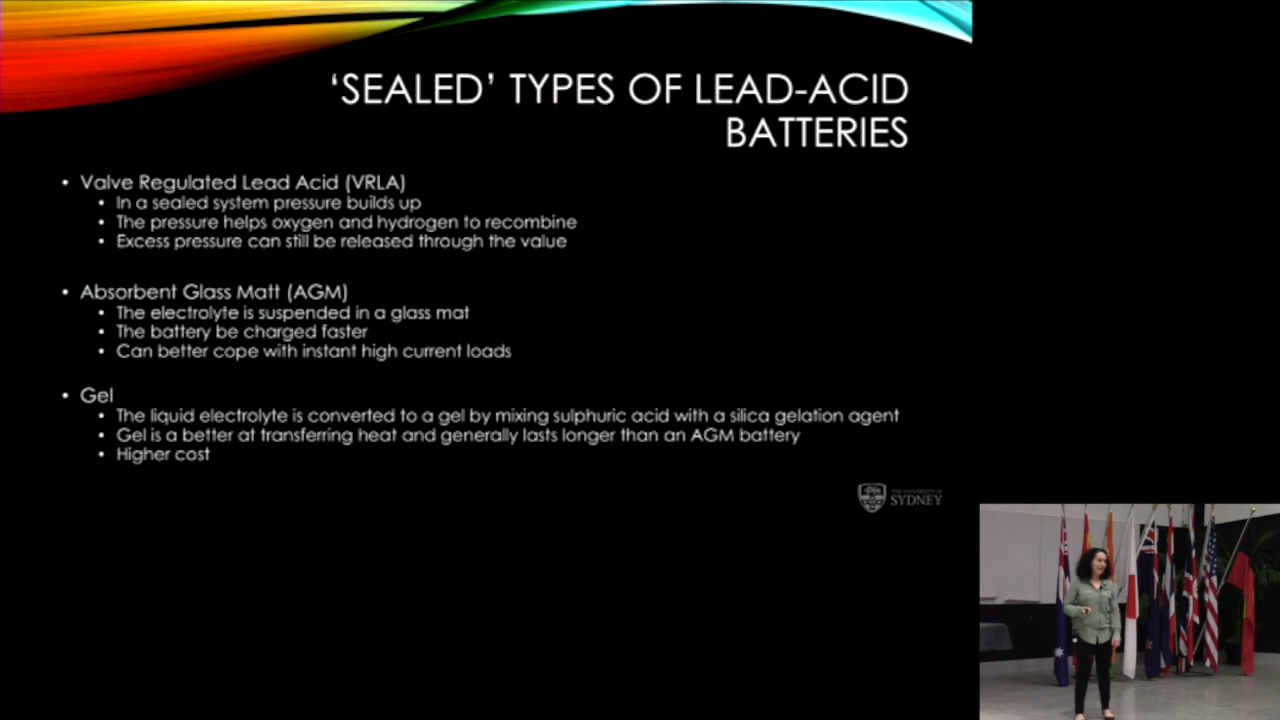 ‘SEALED’ TYPES OF LEAD-ACID
BATTERIES
• Valve Regulated Lead Acid (VRLA)
• In a sealed system pressure builds up
• The pressure helps oxygen and hydrogen to recombine
• Excess pressure can still be released through the value
• Absorbent Glass Matt (AGM)
• The electrolyte is suspended in a glass mat
• The battery be charged faster
• Can better cope with instant high current loads
• Gel
• The liquid electrolyte is converted to a gel by mixing sulphuric acid with a silica gelation agent
• Gel is a better at transferring heat and generally lasts longer than an AGM battery
• Higher cost
THE UNIVERSITY OF
SYDNEY